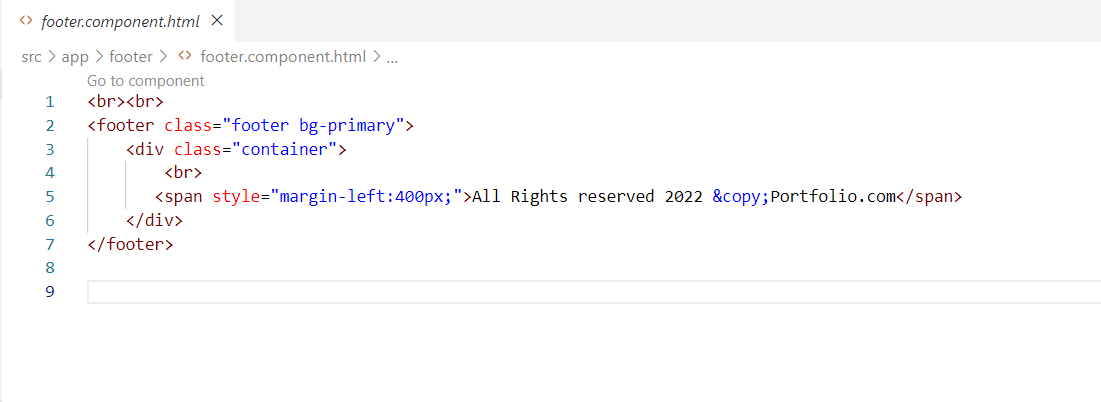 <> footer.component.html ×
src > app > footer > <> footer.component.html > ...
Go to component
1 <br><br>
2 <footer class="footer bg-primary">
3     <div class="container">
4         <br>
5        <span style="margin-left:400px;">All Rights reserved 2022 &copy;Portfolio.com</span>
6     </div>
7 </footer>
8
9